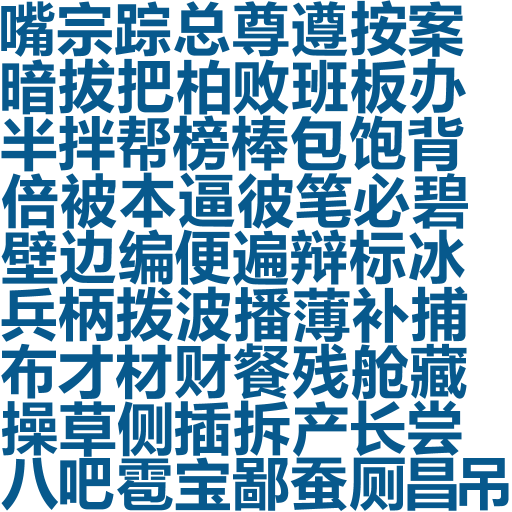 嘴宗踪总尊遵按案
暗拔把柏败班板办
半拌帮榜棒包饱背
倍被本逼彼笔必碧
壁边编便遍辩标冰
兵柄拨波播薄补捕
布才材财餐残舱藏
操草侧插拆产长尝
八吧雹宝鄙蚕厕昌吊